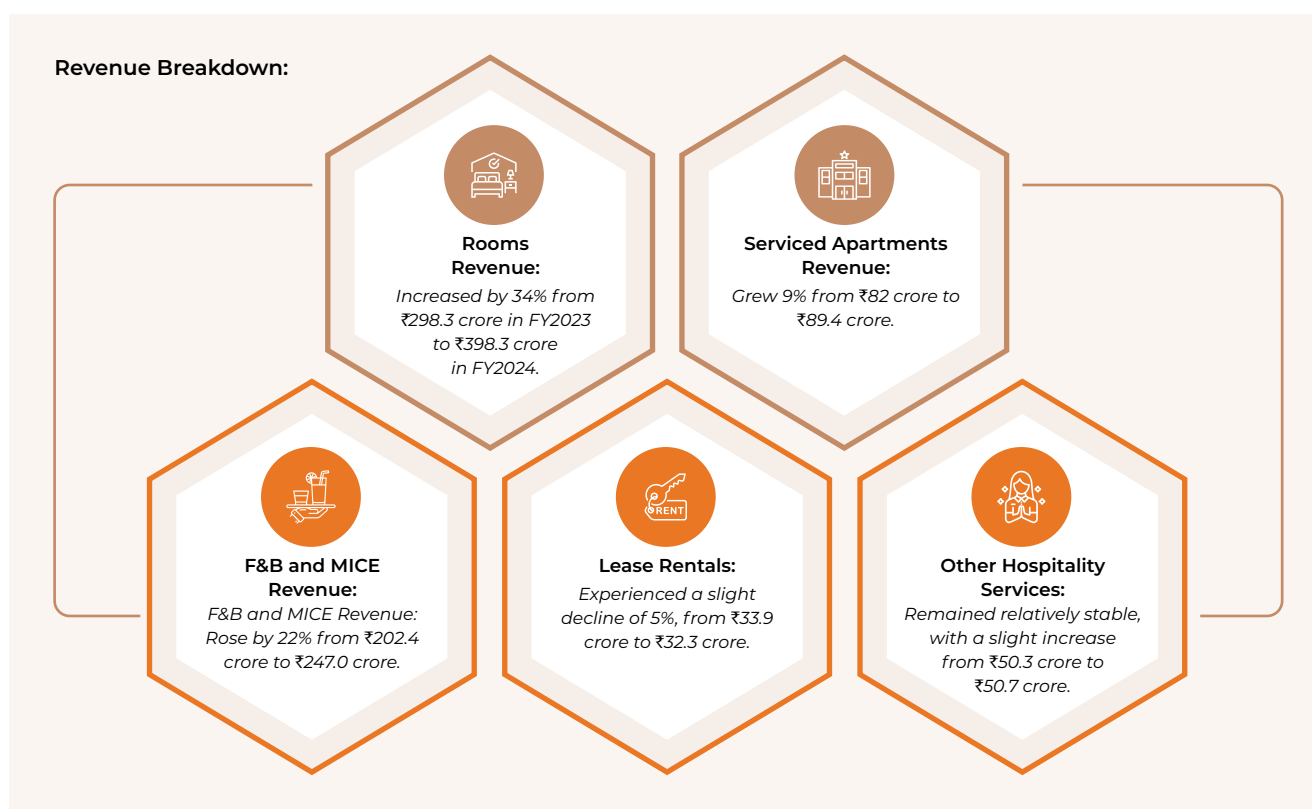 Revenue Breakdown:
Rooms
Revenue:
Increased by 34% from
₹298.3 crore in FY2023
to ₹398.3 crore
in FY2024.
Serviced Apartments
Revenue:
Grew 9% from ₹82 crore to
₹89.4 crore.
F&B and MICE
Revenue:
F&B and MICE Revenue:
Rose by 22% from ₹202.4
crore to ₹247.0 crore.
RENT
Lease Rentals:
Experienced a slight
decline of 5%, from ₹33.9
crore to ₹32.3 crore.
Other Hospitality
Services:
Remained relatively stable,
with a slight increase
from ₹50.3 crore to
₹50.7 crore.